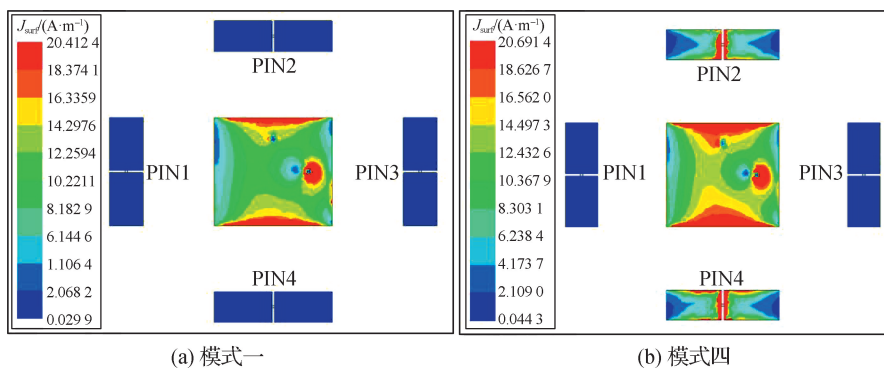 J_surf/(A·m⁻¹)
20.412 4
18.374 1
16.3359
14.2976
12.2594
10.2211
8.182 9
6.144 6
1.106 4
2.068 2
0.029 9
PIN2
PIN1
PIN3
PIN4
(a) 模式一
J_surf/(A·m⁻¹)
20.691 4
18.626 7
16.562 0
14.497 3
12.432 6
10.367 9
8.303 1
6.238 4
4.173 7
2.109 0
0.044 3
PIN2
PIN1
PIN3
PIN4
(b) 模式四